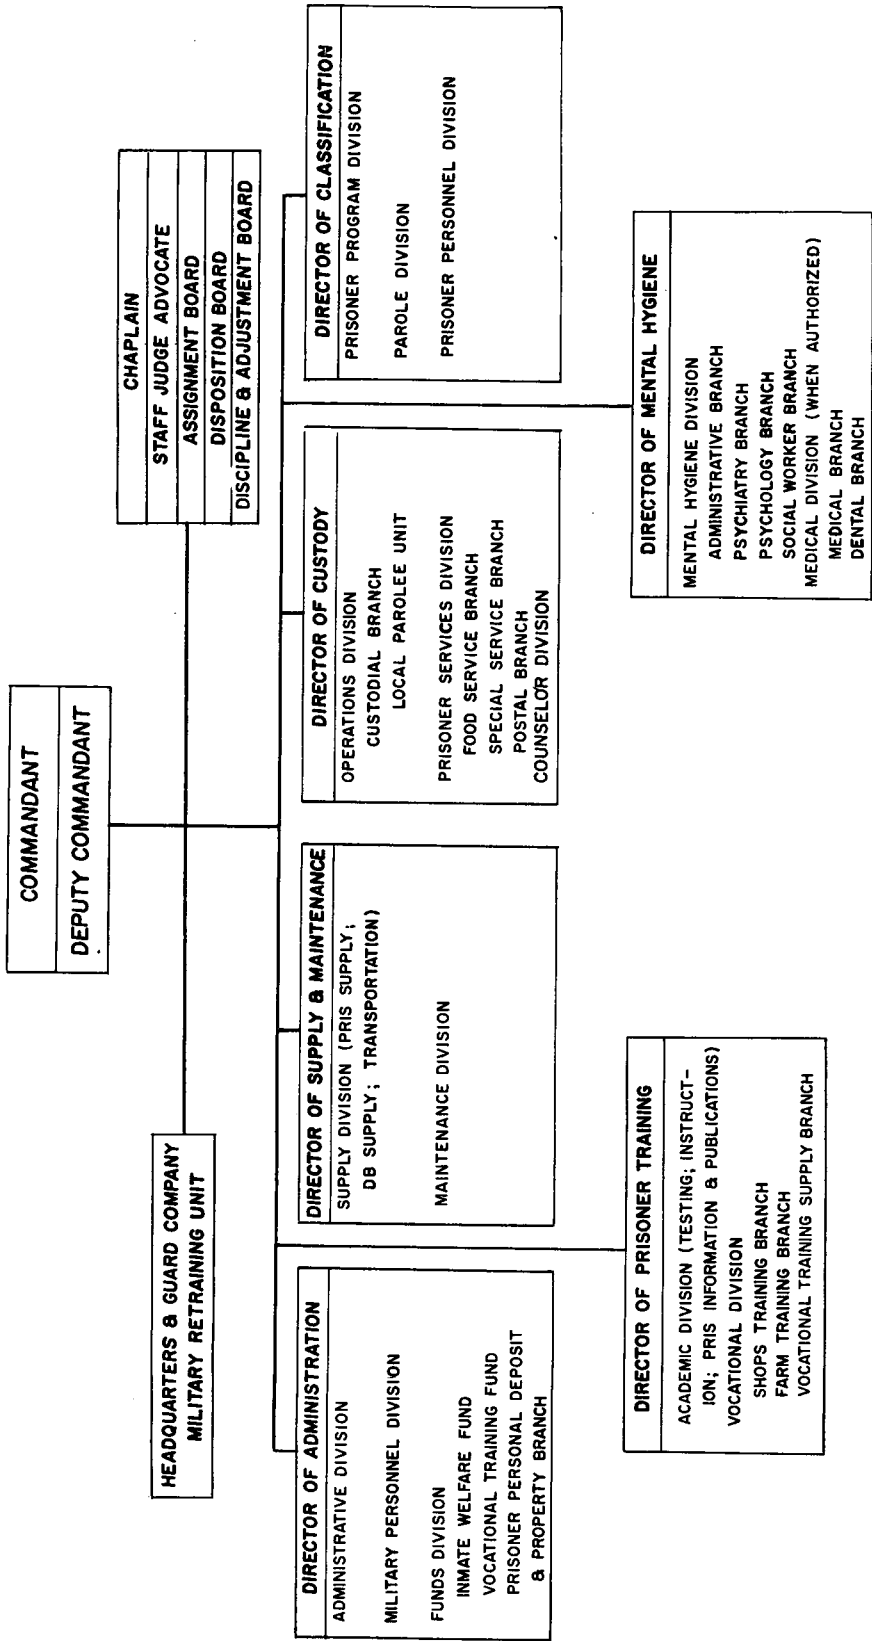 COMMANDANT
DEPUTY COMMANDANT
HEADQUARTERS & GUARD COMPANY
MILITARY RETRAINING UNIT
CHAPLAIN
STAFF JUDGE ADVOCATE
ASSIGNMENT BOARD
DISPOSITION BOARD
DISCIPLINE & ADJUSTMENT BOARD
DIRECTOR OF ADMINISTRATION
ADMINISTRATIVE DIVISION
MILITARY PERSONNEL DIVISION
FUNDS DIVISION
INMATE WELFARE FUND
VOCATIONAL TRAINING FUND
PRISONER PERSONAL DEPOSIT
& PROPERTY BRANCH
DIRECTOR OF SUPPLY & MAINTENANCE
SUPPLY DIVISION (PRIS SUPPLY;
DB SUPPLY; TRANSPORTATION)
MAINTENANCE DIVISION
DIRECTOR OF CUSTODY
OPERATIONS DIVISION
CUSTODIAL BRANCH
LOCAL PAROLEE UNIT
PRISONER SERVICES DIVISION
FOOD SERVICE BRANCH
SPECIAL SERVICE BRANCH
POSTAL BRANCH
COUNSELOR DIVISION
DIRECTOR OF CLASSIFICATION
PRISONER PROGRAM DIVISION
PAROLE DIVISION
PRISONER PERSONNEL DIVISION
DIRECTOR OF PRISONER TRAINING
ACADEMIC DIVISION (TESTING; INSTRUCT-
ION; PRIS INFORMATION & PUBLICATIONS)
VOCATIONAL DIVISION
SHOPS TRAINING BRANCH
FARM TRAINING BRANCH
VOCATIONAL TRAINING SUPPLY BRANCH
DIRECTOR OF MENTAL HYGIENE
MENTAL HYGIENE DIVISION
ADMINISTRATIVE BRANCH
PSYCHIATRY BRANCH
PSYCHOLOGY BRANCH
SOCIAL WORKER BRANCH
MEDICAL DIVISION (WHEN AUTHORIZED)
MEDICAL BRANCH
DENTAL BRANCH